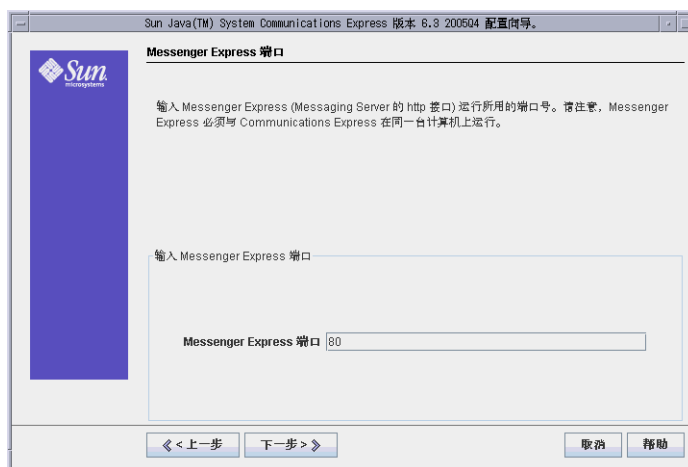 Sun Java(TM) System Communications Express 版本 6.3 2005Q4 配置向导。
Sun
microsystems
Messenger Express 端口
输入 Messenger Express (Messaging Server 的 http 接口) 运行所用的端口号。请注意，Messenger
Express 必须与 Communications Express 在同一台计算机上运行。
输入 Messenger Express 端口
Messenger Express 端口 80
< 上一步
下一步 >
取消
帮助